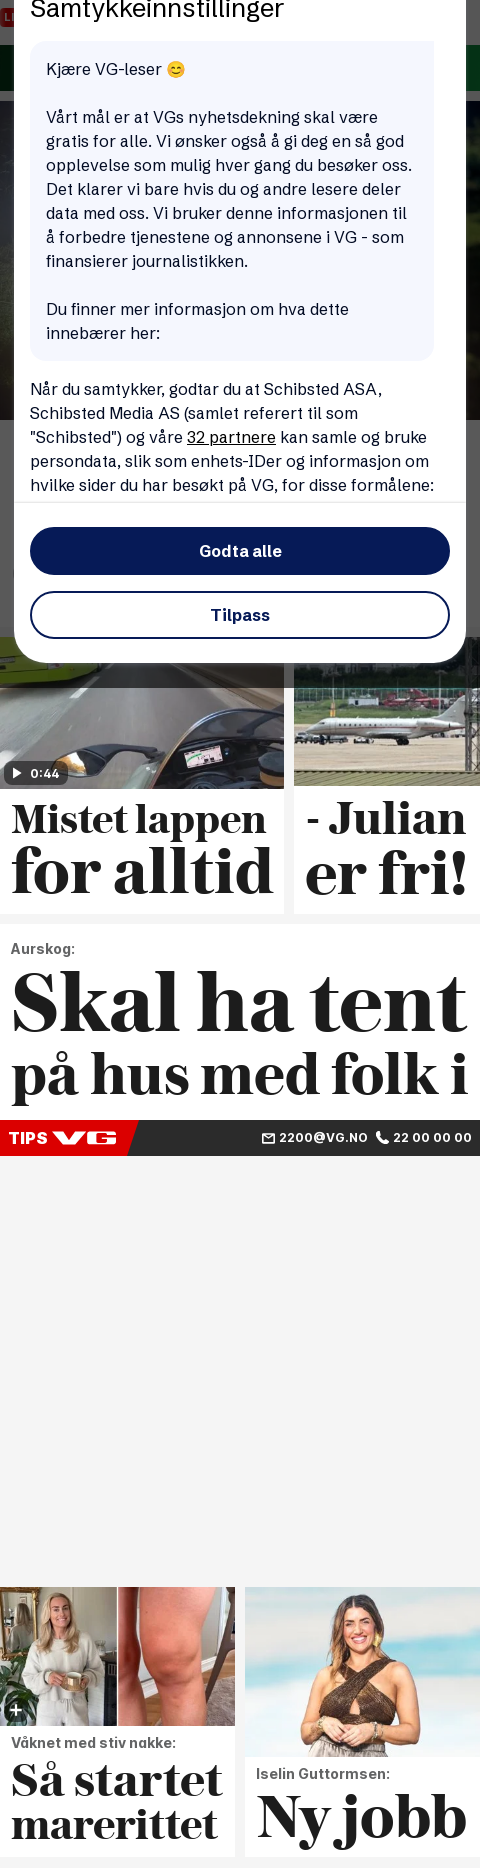 Samtykkeinnstillinger
Kjære VG-leser 😊
Vårt mål er at VGs nyhetsdekning skal være
gratis for alle. Vi ønsker også å gi deg en så god
opplevelse som mulig hver gang du besøker oss.
Det klarer vi bare hvis du og andre lesere deler
data med oss. Vi bruker denne informasjonen til
å forbedre tjenestene og annonsene i VG - som
finansierer journalistikken.
Du finner mer informasjon om hva dette
innebærer her:
Når du samtykker, godtar du at Schibsted ASA,
Schibsted Media AS (samlet referert til som
"Schibsted") og våre 32 partnere kan samle og bruke
persondata, slik som enhets-IDer og informasjon om
hvilke sider du har besøkt på VG, for disse formålene:
Godta alle
Tilpass
0:44
Mistet lappen
for alltid
- Julian
er fri!
Aurskog:
Skal ha tent
på hus med folk i
TIPS VG
2200@VG.NO 22 00 00 00
Våknet med stiv nakke:
Så startet
marerittet
Iselin Guttormsen:
Ny jobb